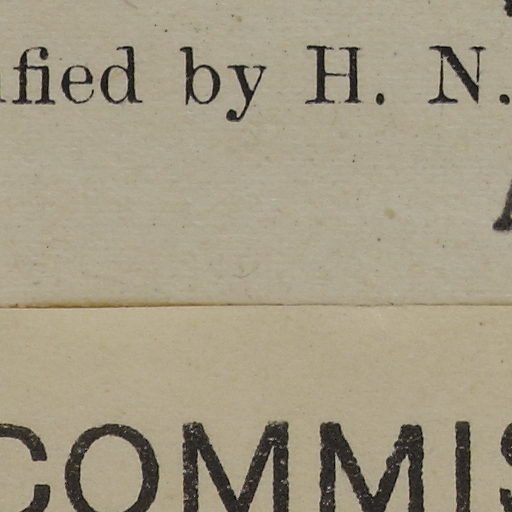 fied by H. N.
COMMIS